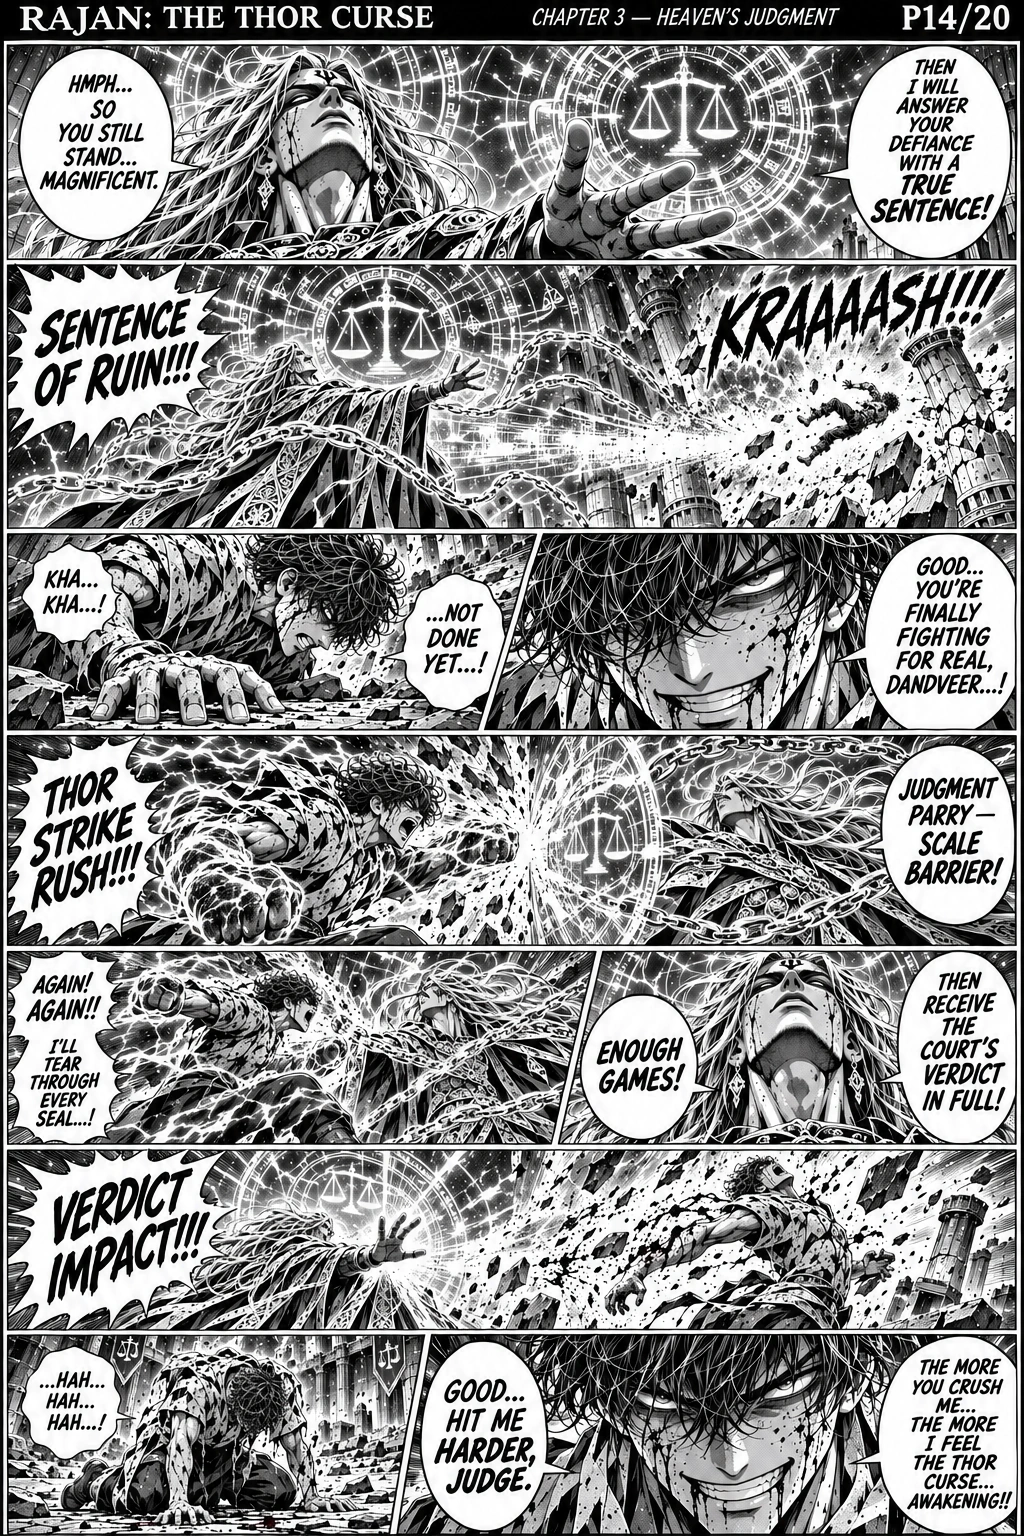 RAJAN: THE THOR CURSE
CHAPTER 3 — HEAVEN'S JUDGMENT
P14/20
HMPH...
SO
YOU STILL
STAND...
MAGNIFICENT.
THEN
I WILL
ANSWER
YOUR
DEFIANCE
WITH A
TRUE
SENTENCE!
SENTENCE
OF RUIN!!!
KRAAAASH!!!
KHA...
KHA...!
...NOT
DONE
YET...!
GOOD...
YOU'RE
FINALLY
FIGHTING
FOR REAL,
DANDVEER...!
THOR
STRIKE
RUSH!!!
JUDGMENT
PARRY —
SCALE
BARRIER!
AGAIN!
AGAIN!!
I'LL
TEAR
THROUGH
EVERY
SEAL...!
ENOUGH
GAMES!
THEN
RECEIVE
THE
COURT'S
VERDICT
IN FULL!
VERDICT
IMPACT!!!
...HAH...
HAH...
HAH...!
GOOD...
HIT ME
HARDER,
JUDGE.
THE MORE
YOU CRUSH
ME...
THE MORE
I FEEL
THE THOR
CURSE...
AWAKENING!!